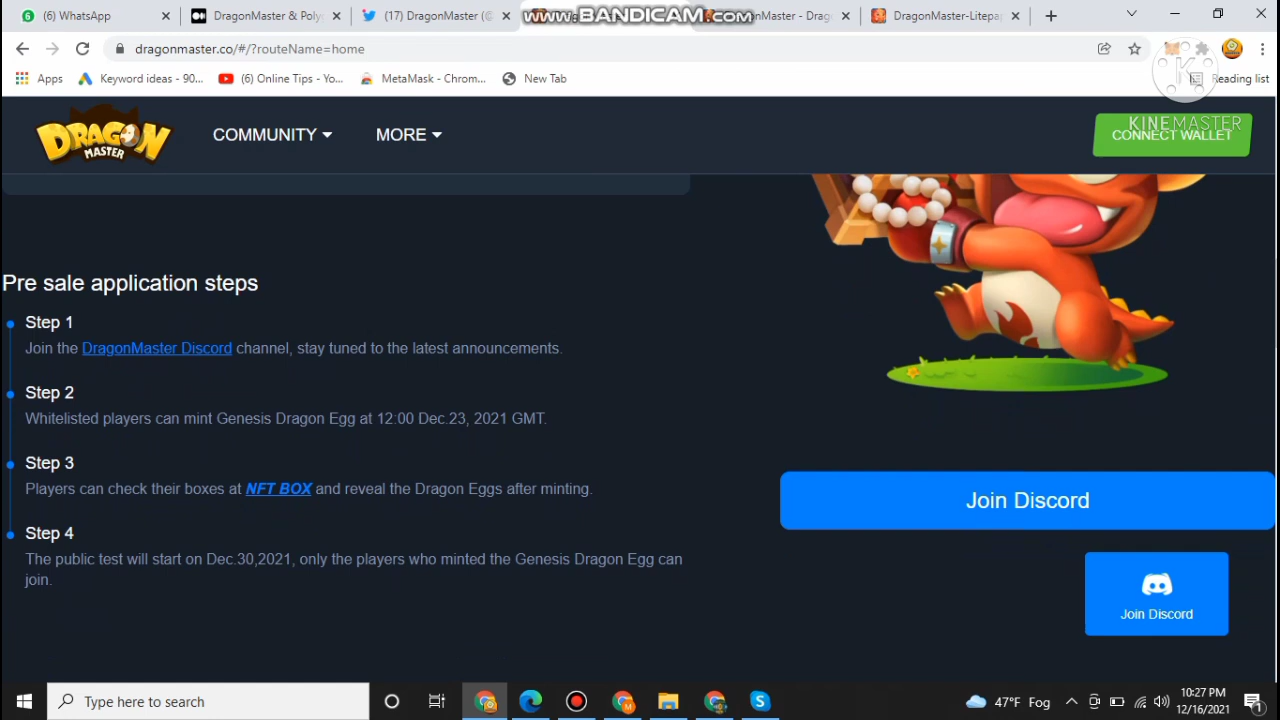 (6) WhatsApp
DragonMaster & Poly
(17) DragonMaster (@
www.BANDICAM.com
Master - Drag
DragonMaster-Litepap
dragonmaster.co/#/?routeName=home
Apps
Keyword ideas - 90...
(6) Online Tips - Yo...
MetaMask - Chrom...
New Tab
Reading list
DRAGON
MASTER
COMMUNITY
MORE
KINEMASTER
CONNECT WALLET
Pre sale application steps
Step 1
Join the DragonMaster Discord channel, stay tuned to the latest announcements.
Step 2
Whitelisted players can mint Genesis Dragon Egg at 12:00 Dec.23, 2021 GMT.
Step 3
Players can check their boxes at NFT BOX and reveal the Dragon Eggs after minting.
Step 4
The public test will start on Dec.30,2021, only the players who minted the Genesis Dragon Egg can
join.
Join Discord
Join Discord
Type here to search
47°F Fog
10:27 PM
12/16/2021
1